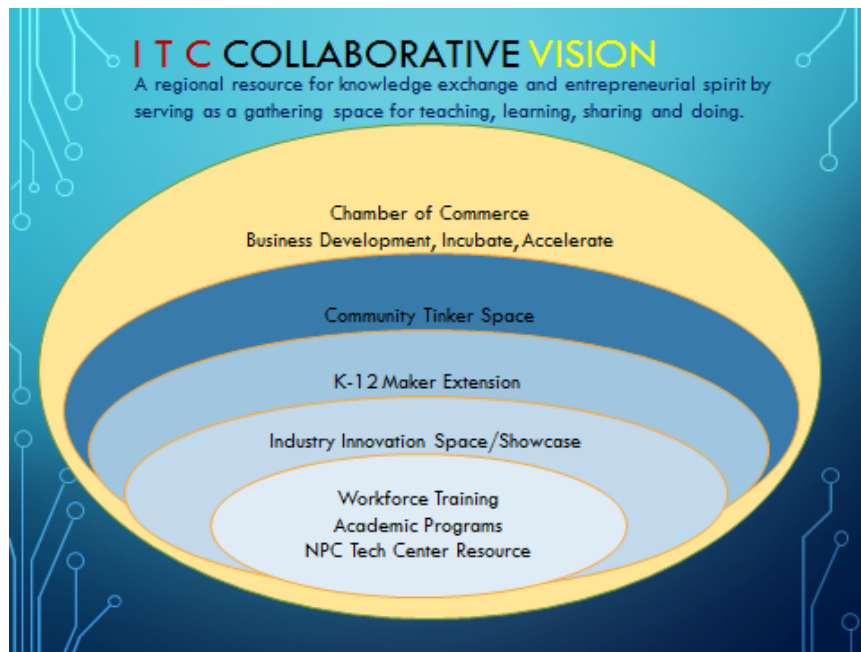 I T C COLLABORATIVE VISION
A regional resource for knowledge exchange and entrepreneurial spirit by
serving as a gathering space for teaching, learning, sharing and doing.
Chamber of Commerce
Business Development, Incubate, Accelerate
Community Tinker Space
K-12 Maker Extension
Industry Innovation Space/Showcase
Workforce Training
Academic Programs
NPC Tech Center Resource